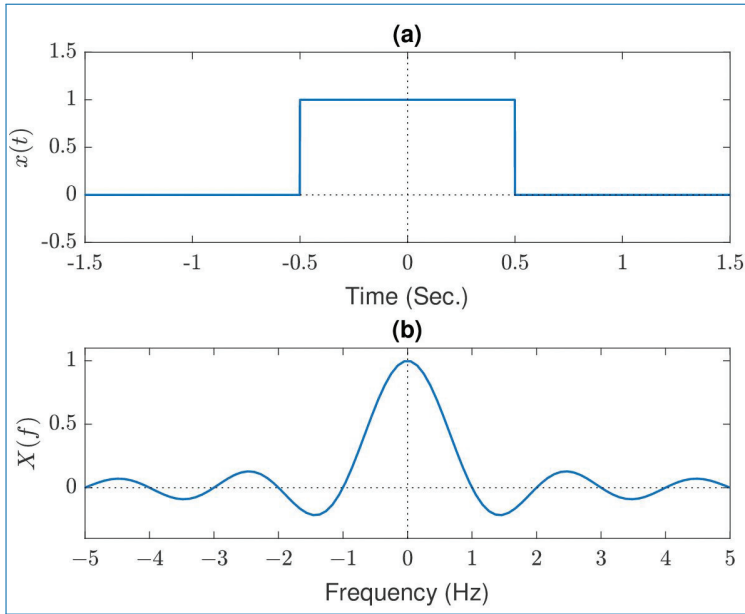 (a)
1.5
1
0.5
0
-0.5
x(t)
-1.5 -1 -0.5 0 0.5 1 1.5
Time (Sec.)
(b)
1
0.5
0
X(f)
−5 −4 −3 −2 −1 0 1 2 3 4 5
Frequency (Hz)